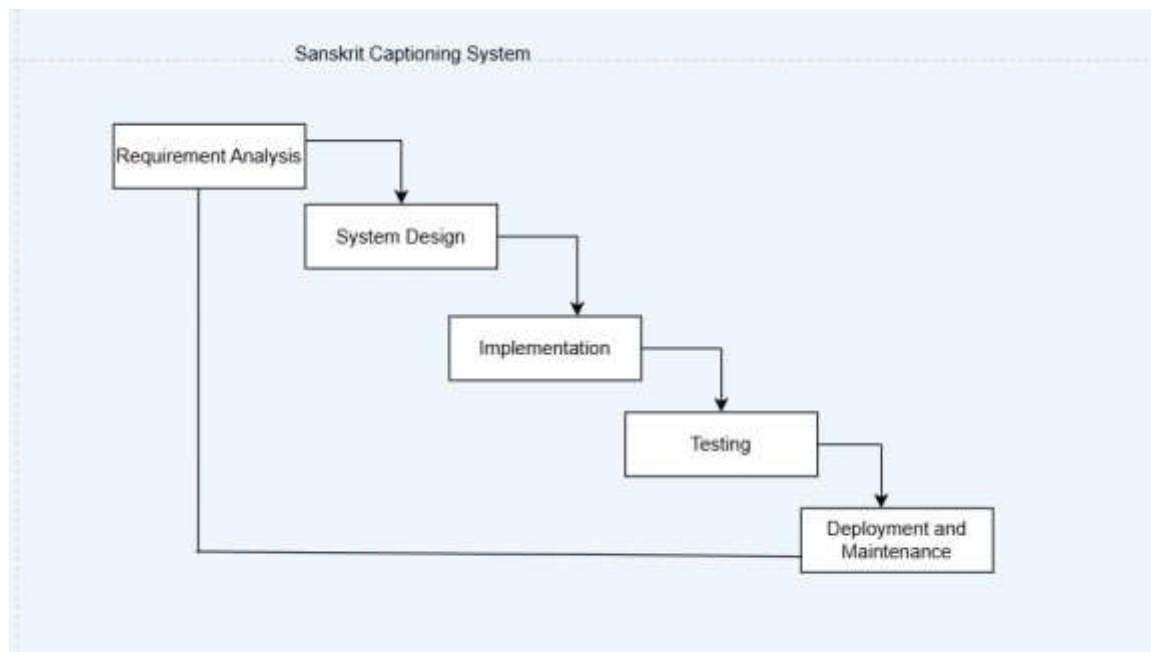 Sanskrit Captioning System
Requirement Analysis
System Design
Implementation
Testing
Deployment and
Maintenance